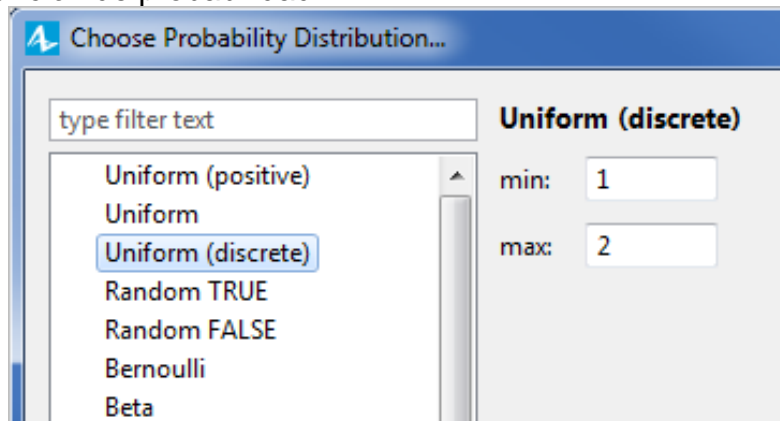 Choose Probability Distribution...
type filter text
Uniform (positive)
Uniform
Uniform (discrete)
Random TRUE
Random FALSE
Bernoulli
Beta
Uniform (discrete)
min: 1
max: 2